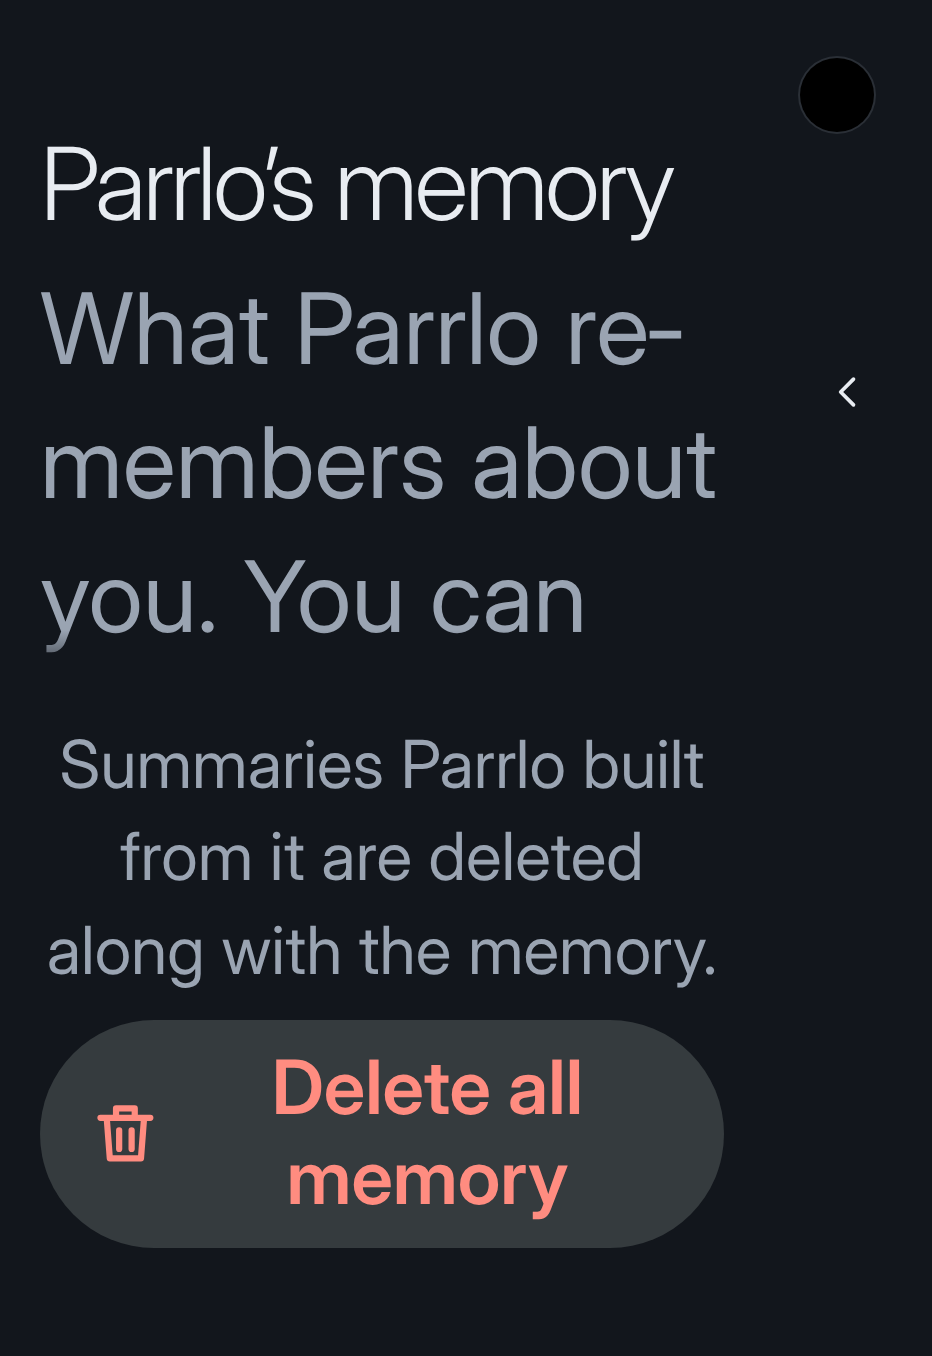 Parrlo’s memory
What Parrlo re-
members about
you. You can
Summaries Parrlo built
from it are deleted
along with the memory.
Delete all
memory